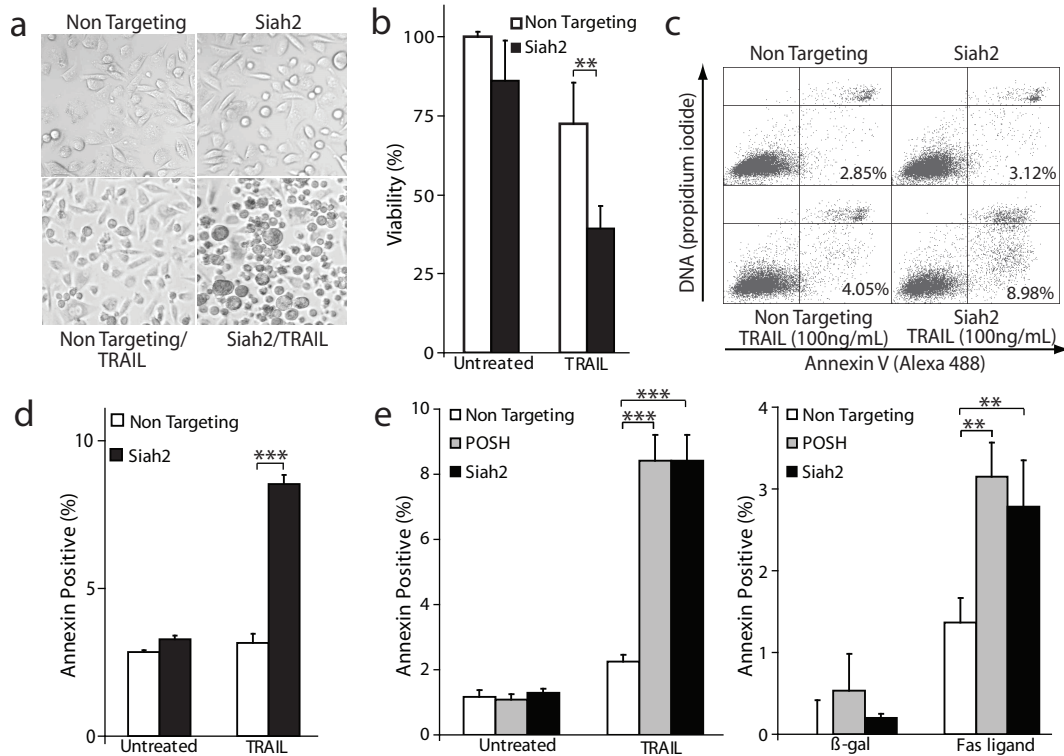 a
Non Targeting
Siah2
Non Targeting/
TRAIL
Siah2/TRAIL
b
Non Targeting
Siah2
**
100
75
50
25
0
Viability (%)
Untreated
TRAIL
c
Non Targeting
Siah2
DNA (propidium iodide)
2.85%
3.12%
4.05%
8.98%
Non Targeting
TRAIL (100ng/mL)
Siah2
TRAIL (100ng/mL)
Annexin V (Alexa 488)
d
Non Targeting
Siah2
***
10
5
0
Annexin Positive (%)
Untreated
TRAIL
e
Non Targeting
POSH
Siah2
***
***
10
8
6
4
2
0
Annexin Positive (%)
Untreated
TRAIL
Non Targeting
POSH
Siah2
**
**
4
3
2
1
0
Annexin Positive (%)
ß-gal
Fas ligand